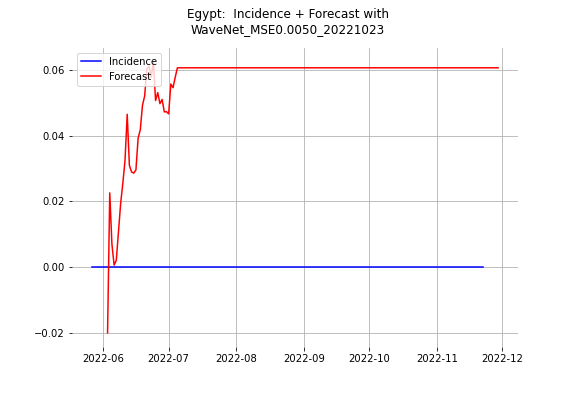 Egypt:  Incidence + Forecast with
WaveNet_MSE0.0050_20221023
Incidence
Forecast
0.06
0.04
0.02
0.00
−0.02
2022-06 2022-07 2022-08 2022-09 2022-10 2022-11 2022-12